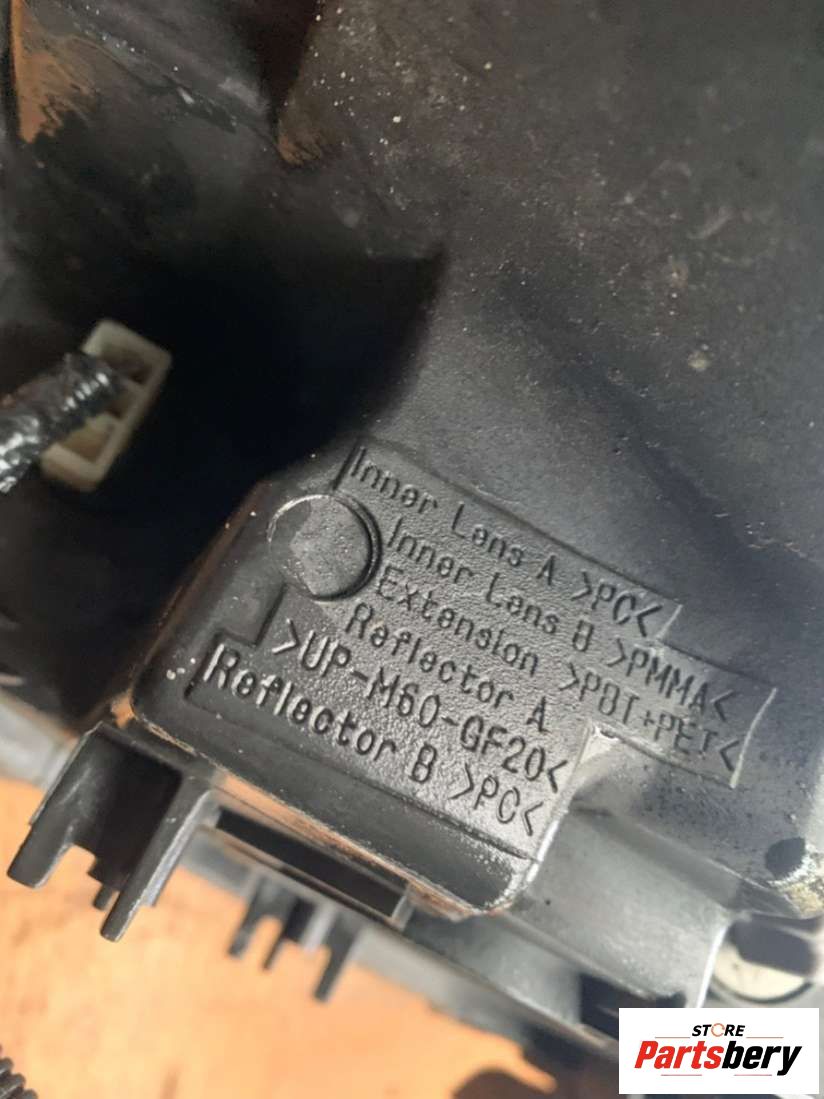 Inner Lens A >PC<
Inner Lens B >PMMA<
Extension >PBT+PET<
Reflector A
>UP-M60-GF20<
Reflector B >PC<
STORE
Partsbery